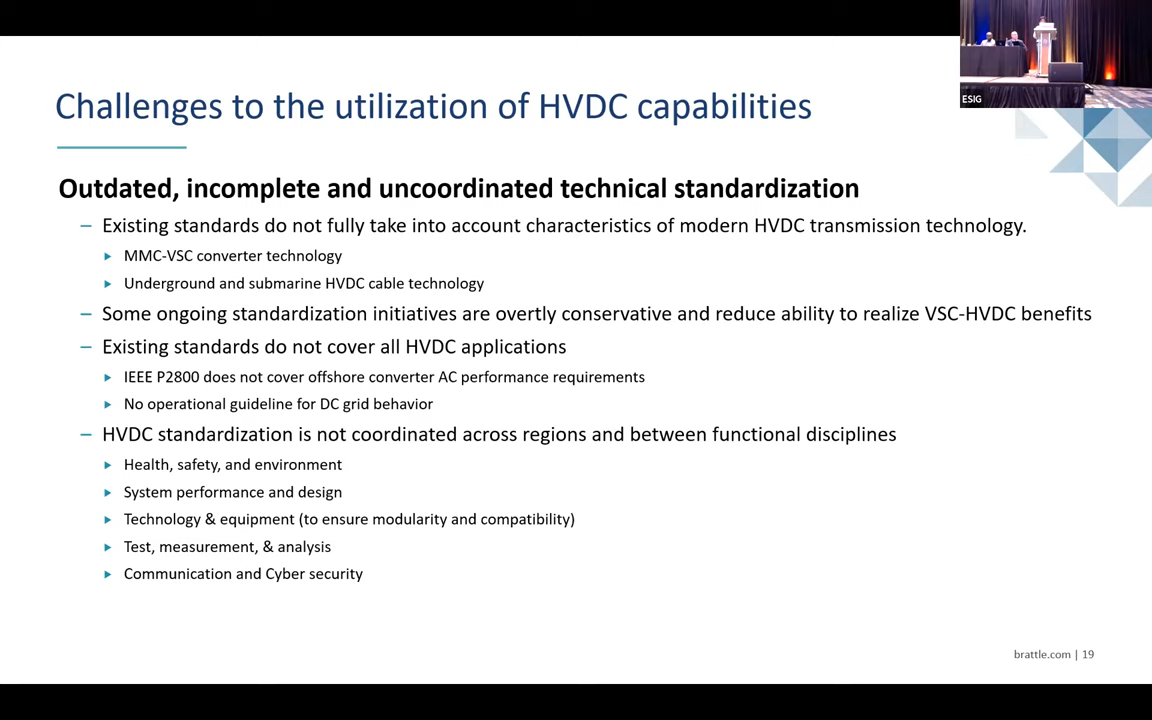 ESIG
Challenges to the utilization of HVDC capabilities
Outdated, incomplete and uncoordinated technical standardization
– Existing standards do not fully take into account characteristics of modern HVDC transmission technology.
MMC-VSC converter technology
Underground and submarine HVDC cable technology
– Some ongoing standardization initiatives are overtly conservative and reduce ability to realize VSC-HVDC benefits
– Existing standards do not cover all HVDC applications
IEEE P2800 does not cover offshore converter AC performance requirements
No operational guideline for DC grid behavior
– HVDC standardization is not coordinated across regions and between functional disciplines
Health, safety, and environment
System performance and design
Technology & equipment (to ensure modularity and compatibility)
Test, measurement, & analysis
Communication and Cyber security
brattle.com | 19